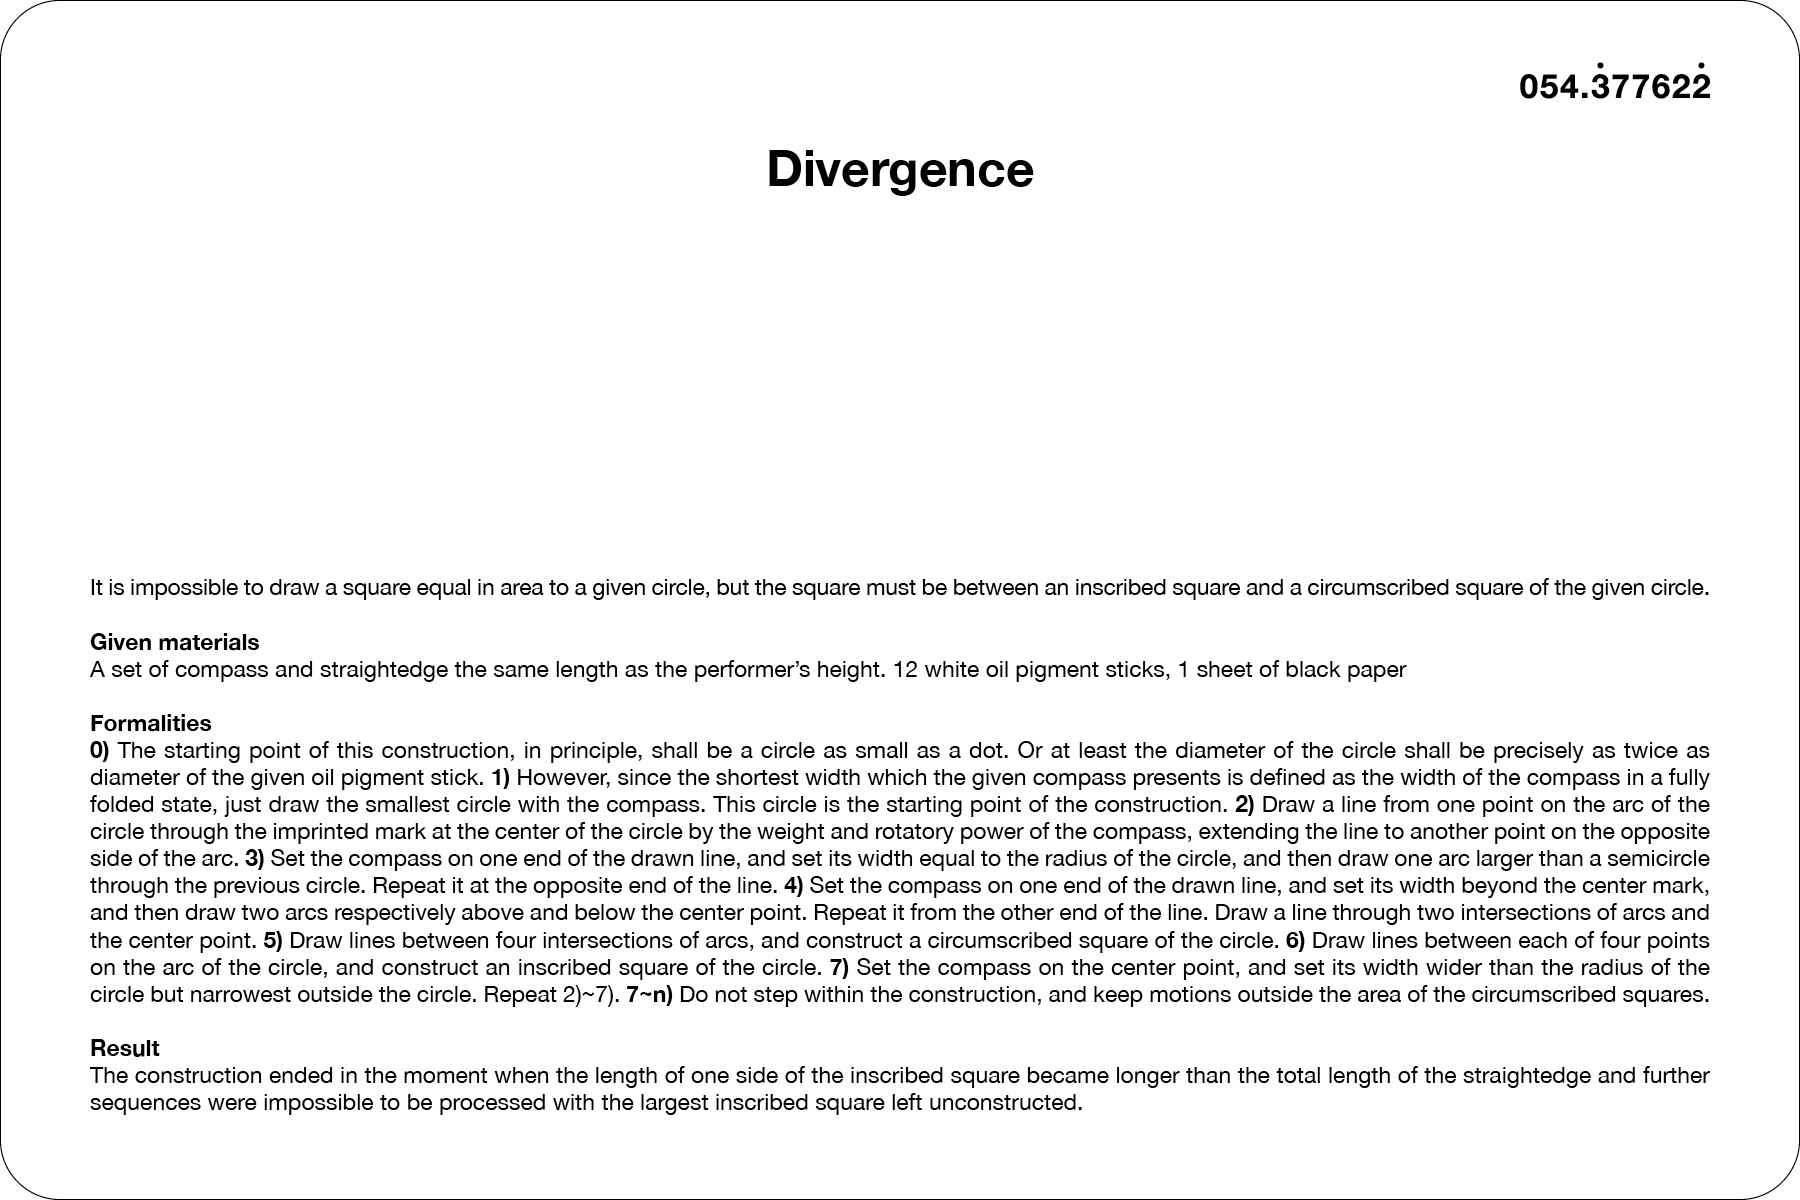 054.3̇77622̇
Divergence
It is impossible to draw a square equal in area to a given circle, but the square must be between an inscribed square and a circumscribed square of the given circle.
Given materials
A set of compass and straightedge the same length as the performer’s height. 12 white oil pigment sticks, 1 sheet of black paper
Formalities
0) The starting point of this construction, in principle, shall be a circle as small as a dot. Or at least the diameter of the circle shall be precisely as twice as
diameter of the given oil pigment stick. 1) However, since the shortest width which the given compass presents is defined as the width of the compass in a fully
folded state, just draw the smallest circle with the compass. This circle is the starting point of the construction. 2) Draw a line from one point on the arc of the
circle through the imprinted mark at the center of the circle by the weight and rotatory power of the compass, extending the line to another point on the opposite
side of the arc. 3) Set the compass on one end of the drawn line, and set its width equal to the radius of the circle, and then draw one arc larger than a semicircle
through the previous circle. Repeat it at the opposite end of the line. 4) Set the compass on one end of the drawn line, and set its width beyond the center mark,
and then draw two arcs respectively above and below the center point. Repeat it from the other end of the line. Draw a line through two intersections of arcs and
the center point. 5) Draw lines between four intersections of arcs, and construct a circumscribed square of the circle. 6) Draw lines between each of four points
on the arc of the circle, and construct an inscribed square of the circle. 7) Set the compass on the center point, and set its width wider than the radius of the
circle but narrowest outside the circle. Repeat 2)~7). 7~n) Do not step within the construction, and keep motions outside the area of the circumscribed squares.
Result
The construction ended in the moment when the length of one side of the inscribed square became longer than the total length of the straightedge and further
sequences were impossible to be processed with the largest inscribed square left unconstructed.